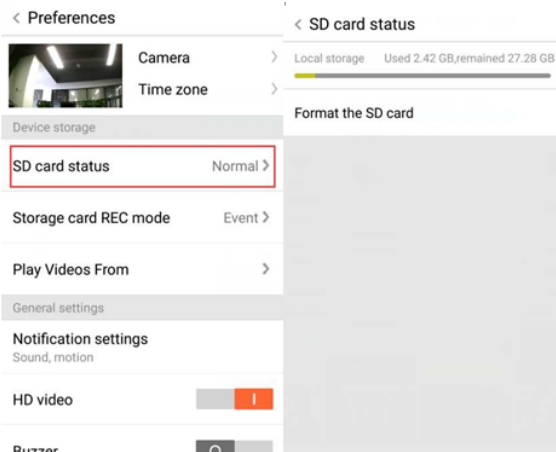 Preferences
Camera
Time zone
Device storage
SD card status Normal
Storage card REC mode Event
Play Videos From
General settings
Notification settings
Sound, motion
HD video
Buzzer
SD card status
Local storage Used 2.42 GB,remained 27.28 GB
Format the SD card